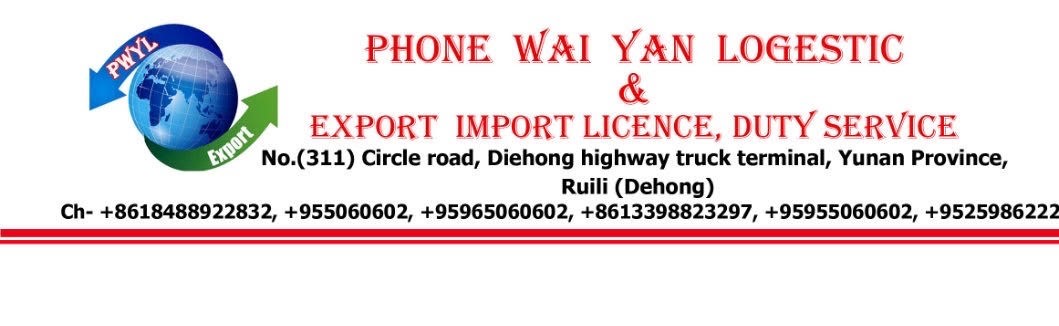 PWYL
PHONE WAI YAN LOGESTIC
&
EXPORT IMPORT LICENCE, DUTY SERVICE
Export
No.(311) Circle road, Diehong highway truck terminal, Yunan Province,
Ruili (Dehong)
Ch- +8618488922832, +955060602, +95965060602, +8613398823297, +95955060602, +9525986222